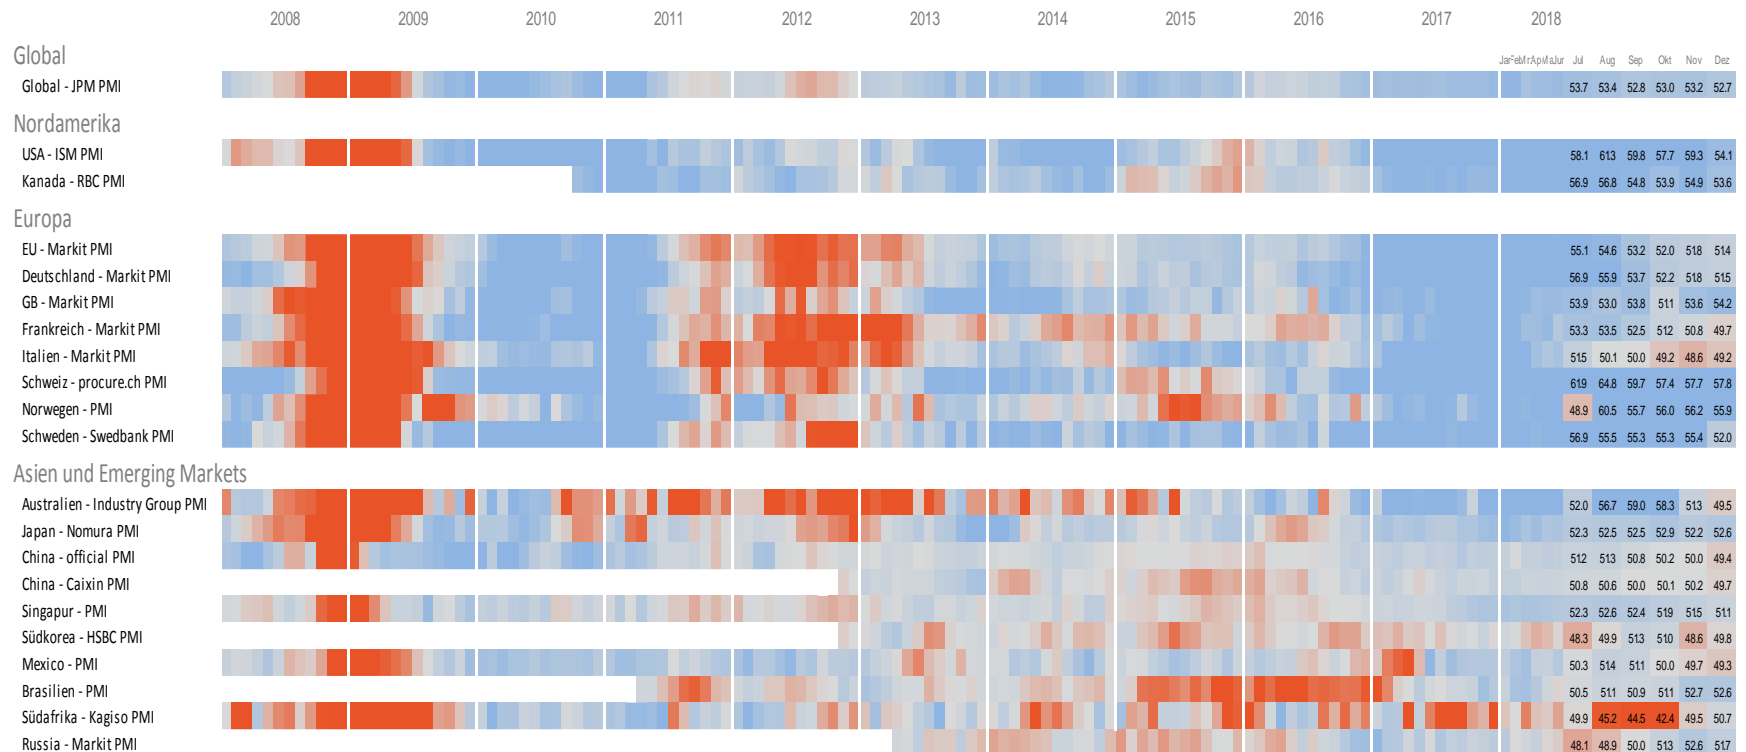 2008 2009 2010 2011 2012 2013 2014 2015 2016 2017 2018
Global
Jan Feb Mrz Apr Mai Jun Jul Aug Sep Okt Nov Dez
Global - JPM PMI 53.7 53.4 52.8 53.0 53.2 52.7
Nordamerika
USA - ISM PMI 58.1 61.3 59.8 57.7 59.3 54.1
Kanada - RBC PMI 56.9 56.8 54.8 53.9 54.9 53.6
Europa
EU - Markit PMI 55.1 54.6 53.2 52.0 51.8 51.4
Deutschland - Markit PMI 56.9 55.9 53.7 52.2 51.8 51.5
GB - Markit PMI 53.9 53.0 53.8 51.1 53.6 54.2
Frankreich - Markit PMI 53.3 53.5 52.5 51.2 50.8 49.7
Italien - Markit PMI 51.5 50.1 50.0 49.2 48.6 49.2
Schweiz - procure.ch PMI 61.9 64.8 59.7 57.4 57.7 57.8
Norwegen - PMI 48.9 60.5 55.7 56.0 56.2 55.9
Schweden - Swedbank PMI 56.9 55.5 55.3 55.3 55.4 52.0
Asien und Emerging Markets
Australien - Industry Group PMI 52.0 56.7 59.0 58.3 51.3 49.5
Japan - Nomura PMI 52.3 52.5 52.5 52.9 52.2 52.6
China - official PMI 51.2 51.3 50.8 50.2 50.0 49.4
China - Caixin PMI 50.8 50.6 50.0 50.1 50.2 49.7
Singapur - PMI 52.3 52.6 52.4 51.9 51.5 51.1
Südkorea - HSBC PMI 48.3 49.9 51.3 51.0 48.6 49.8
Mexico - PMI 50.3 51.4 51.1 50.0 49.7 49.3
Brasilien - PMI 50.5 51.1 50.9 51.1 52.7 52.6
Südafrika - Kagiso PMI 49.9 45.2 44.5 42.4 49.5 50.7
Russia - Markit PMI 48.1 48.9 50.0 51.3 52.6 51.7